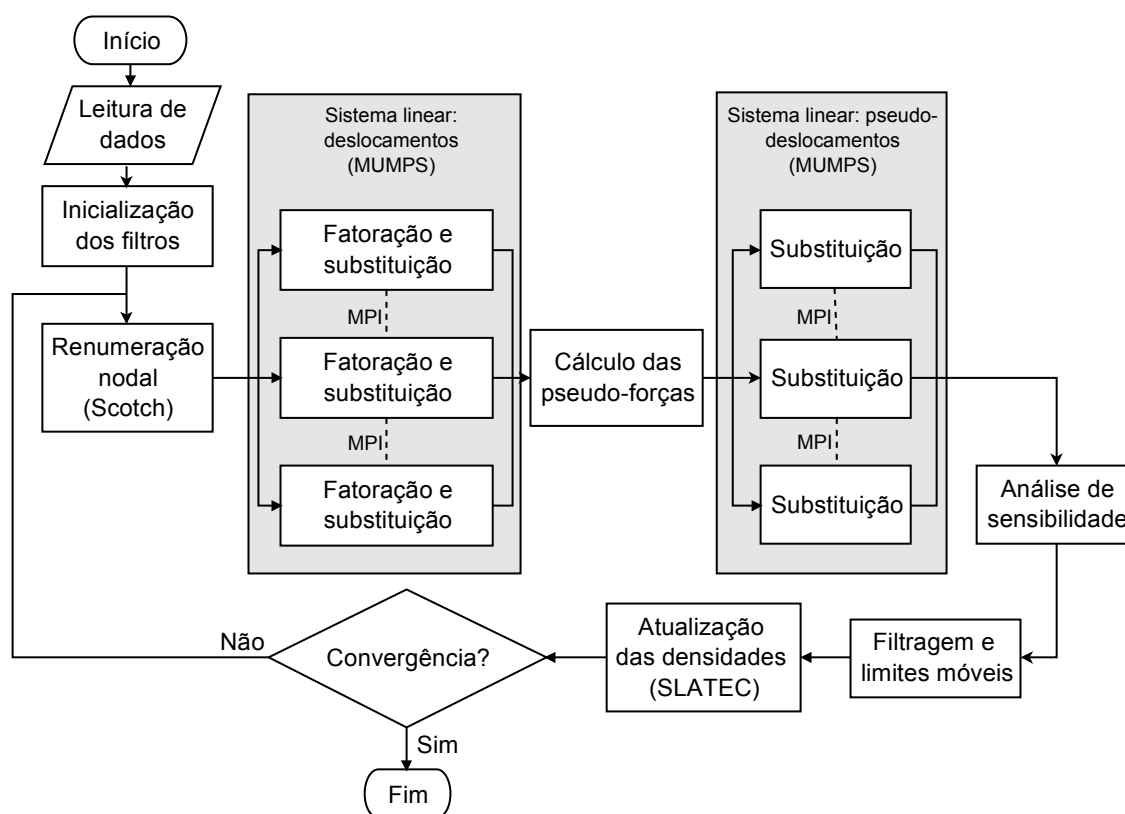 Início
Leitura de
dados
Inicialização
dos filtros
Renumeração
nodal
(Scotch)
Sistema linear:
deslocamentos
(MUMPS)
Fatoração e
substituição
MPI
Fatoração e
substituição
MPI
Fatoração e
substituição
Cálculo das
pseudo-forças
Sistema linear: pseudo-
deslocamentos
(MUMPS)
Substituição
MPI
Substituição
MPI
Substituição
Análise de
sensibilidade
Filtragem e
limites móveis
Atualização
das densidades
(SLATEC)
Convergência?
Não
Sim
Fim